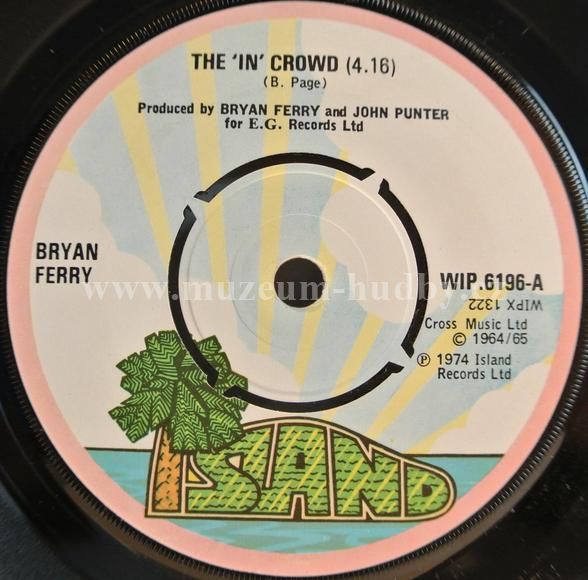 THE 'IN' CROWD (4.16)
(B. Page)
Produced by BRYAN FERRY and JOHN PUNTER
for E.G. Records Ltd
BRYAN
FERRY
WIP.6196-A
WIPX 1322
Cross Music Ltd
© 1964/65
℗ 1974 Island
Records Ltd
www.muzeum-hudby.
ISLAND